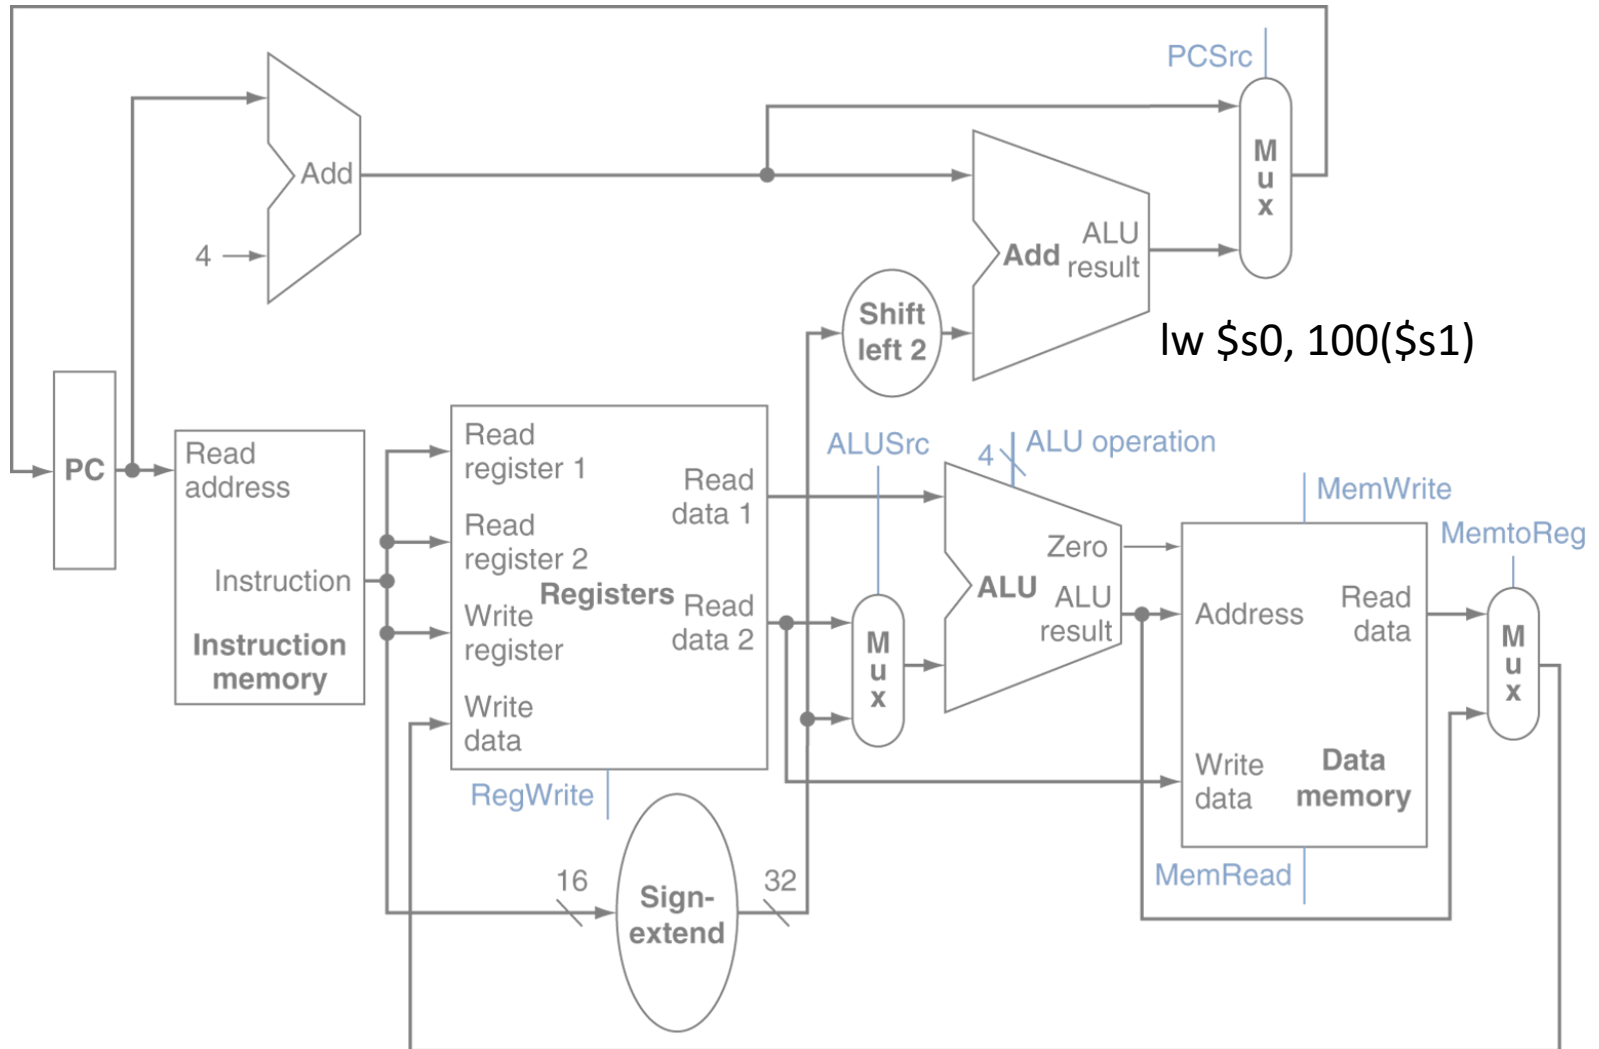 PCSrc
Add
4
M
u
x
Add
ALU
result
Shift
left 2
lw $s0, 100($s1)
PC
Read
address
Instruction
Instruction
memory
Read
register 1
Read
register 2
Write
register
Write
data
Registers
Read
data 1
Read
data 2
RegWrite
16
Sign-
extend
32
ALUSrc
M
u
x
4
ALU operation
Zero
ALU
ALU
result
MemWrite
Address
Read
data
Write
data
Data
memory
MemRead
MemtoReg
M
u
x